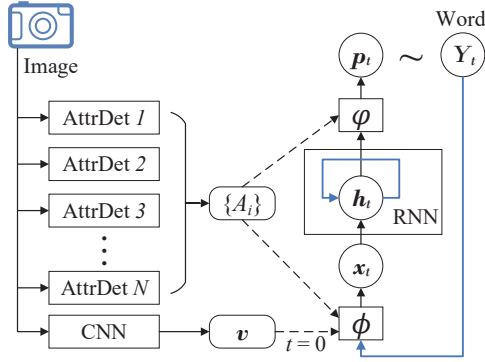 Word
p_t ~ Y_t
Image
AttrDet 1
φ
AttrDet 2
AttrDet 3
{A_i}
h_t
RNN
⋮
x_t
AttrDet N
CNN
v
t = 0
ϕ